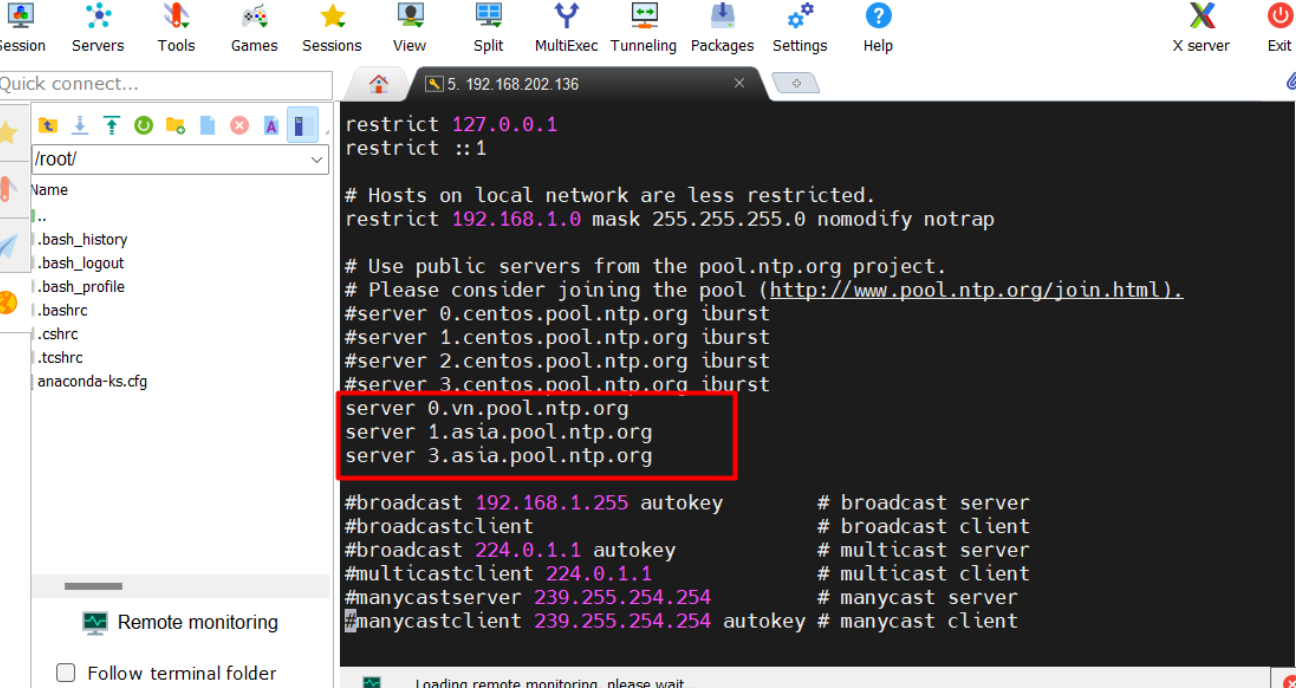 Session Servers Tools Games Sessions View Split MultiExec Tunneling Packages Settings Help X server Exit
Quick connect...
5. 192.168.202.136
/root/
Name
..
.bash_history
.bash_logout
.bash_profile
.bashrc
.cshrc
.tcshrc
anaconda-ks.cfg
Remote monitoring
Follow terminal folder
restrict 127.0.0.1
restrict ::1
# Hosts on local network are less restricted.
restrict 192.168.1.0 mask 255.255.255.0 nomodify notrap
# Use public servers from the pool.ntp.org project.
# Please consider joining the pool (http://www.pool.ntp.org/join.html).
#server 0.centos.pool.ntp.org iburst
#server 1.centos.pool.ntp.org iburst
#server 2.centos.pool.ntp.org iburst
#server 3.centos.pool.ntp.org iburst
server 0.vn.pool.ntp.org
server 1.asia.pool.ntp.org
server 3.asia.pool.ntp.org
#broadcast 192.168.1.255 autokey # broadcast server
#broadcastclient # broadcast client
#broadcast 224.0.1.1 autokey # multicast server
#multicastclient 224.0.1.1 # multicast client
#manycastserver 239.255.254.254 # manycast server
#manycastclient 239.255.254.254 autokey # manycast client
Loading remote monitoring, please wait...